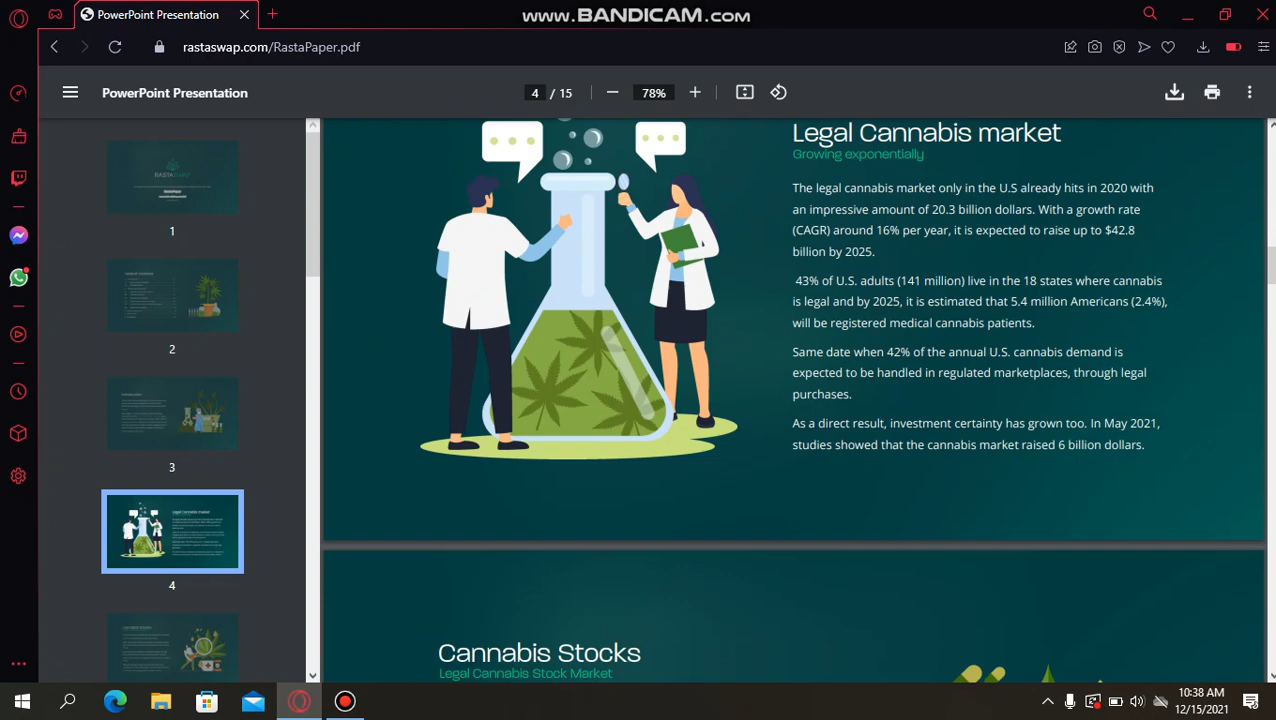 www.BANDICAM.com
PowerPoint Presentation
rastaswap.com/RastaPaper.pdf
PowerPoint Presentation
4 / 15
78%
RASTASWAP
1
2
3
4
Legal Cannabis market
Growing exponentially
The legal cannabis market only in the U.S already hits in 2020 with
an impressive amount of 20.3 billion dollars. With a growth rate
(CAGR) around 16% per year, it is expected to raise up to $42.8
billion by 2025.
43% of U.S. adults (141 million) live in the 18 states where cannabis
is legal and by 2025, it is estimated that 5.4 million Americans (2.4%),
will be registered medical cannabis patients.
Same date when 42% of the annual U.S. cannabis demand is
expected to be handled in regulated marketplaces, through legal
purchases.
As a direct result, investment certainty has grown too. In May 2021,
studies showed that the cannabis market raised 6 billion dollars.
Cannabis Stocks
Legal Cannabis Stock Market
10:38 AM
12/15/2021